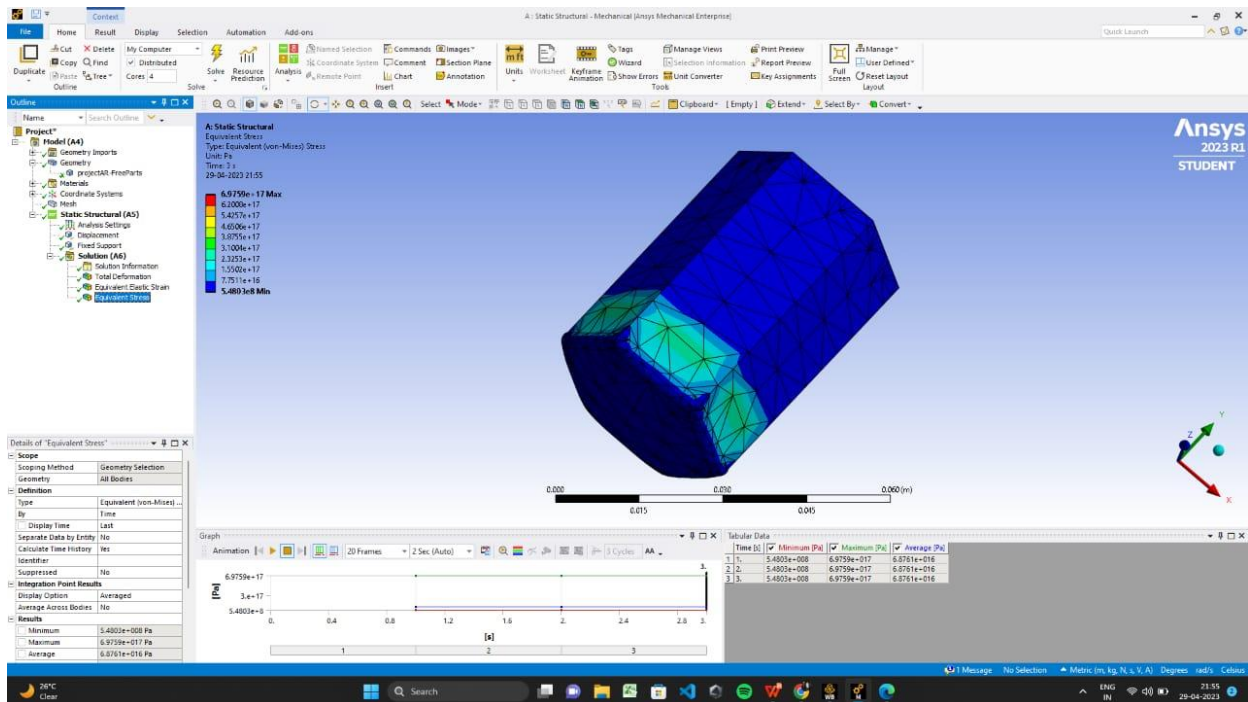 Context
A : Static Structural - Mechanical [Ansys Mechanical Enterprise]
File Home Result Display Selection Automation Add-ons
Quick Launch
Duplicate
Cut
Copy
Paste
Delete
Find
Tree
Outline
My Computer
Distributed
Cores 4
Solve
Resource Prediction
Solve
Analysis
Named Selection
Coordinate System
Remote Point
Commands
Comment
Chart
Images
Section Plane
Annotation
Insert
Units
Worksheet
Keyframe Animation
Tags
Wizard
Show Errors
Manage Views
Selection Information
Unit Converter
Print Preview
Report Preview
Key Assignments
Tools
Full Screen
Manage
User Defined
Reset Layout
Layout
Outline
Name Search Outline
Select Mode Clipboard [Empty] Extend Select By Convert
Project*
Model (A4)
Geometry Imports
Geometry
projectAR-FreeParts
Materials
Coordinate Systems
Mesh
Static Structural (A5)
Analysis Settings
Displacement
Fixed Support
Solution (A6)
Solution Information
Total Deformation
Equivalent Elastic Strain
Equivalent Stress
A: Static Structural
Equivalent Stress
Type: Equivalent (von-Mises) Stress
Unit: Pa
Time: 3 s
29-04-2023 21:55
6.9759e+17 Max
6.2008e+17
5.4257e+17
4.6506e+17
3.8755e+17
3.1004e+17
2.3253e+17
1.5502e+17
7.7511e+16
5.4803e8 Min
Ansys
2023 R1
STUDENT
Y
Z
X
0.000 0.030 0.060 (m)
0.015 0.045
Details of "Equivalent Stress"
Scope
Scoping Method Geometry Selection
Geometry All Bodies
Definition
Type Equivalent (von-Mises) ...
By Time
Display Time Last
Separate Data by Entity No
Calculate Time History Yes
Identifier
Suppressed No
Integration Point Results
Display Option Averaged
Average Across Bodies No
Results
Minimum 5.4803e+008 Pa
Maximum 6.9759e+017 Pa
Average 6.8761e+016 Pa
Graph
Animation 20 Frames 2 Sec (Auto) 3 Cycles
3.
6.9759e+17
3.e+17
5.4803e+8
[Pa]
0. 0.4 0.8 1.2 1.6 2. 2.4 2.8 3.
[s]
1 2 3
Tabular Data
Time [s] Minimum [Pa] Maximum [Pa] Average [Pa]
1 1. 5.4803e+008 6.9759e+017 6.8761e+016
2 2. 5.4803e+008 6.9759e+017 6.8761e+016
3 3. 5.4803e+008 6.9759e+017 6.8761e+016
1 Message No Selection Metric (m, kg, N, s, V, A) Degrees rad/s Celsius
26°C
Clear
Search
ENG
IN
21:55
29-04-2023